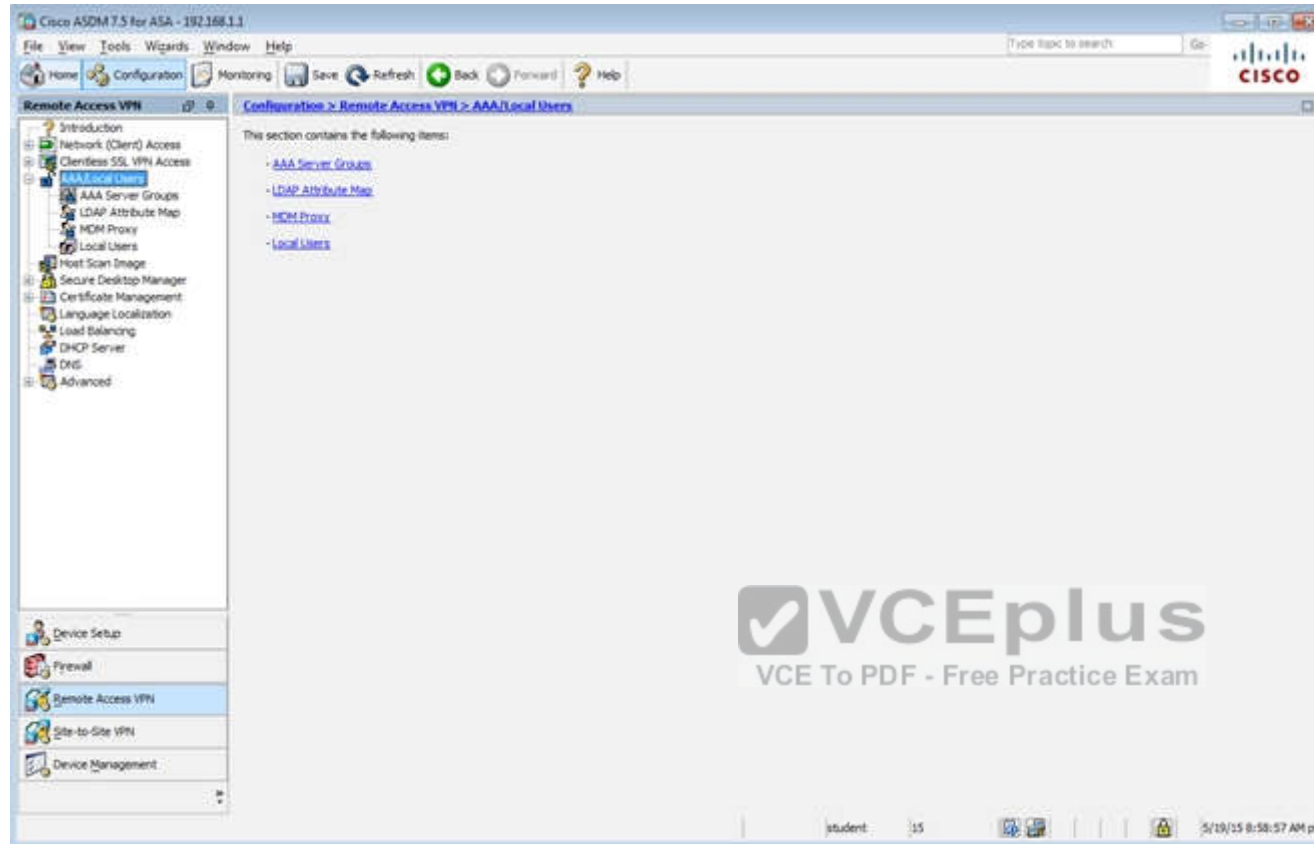 Cisco ASDM 7.5 for ASA - 192.168.1.1
File View Tools Wizards Window Help
Type topic to search Go
Home Configuration Monitoring Save Refresh Back Forward Help
CISCO
Remote Access VPN
Introduction
Network (Client) Access
Clientless SSL VPN Access
AAA/Local Users
AAA Server Groups
LDAP Attribute Map
MDM Proxy
Local Users
Host Scan Image
Secure Desktop Manager
Certificate Management
Language Localization
Load Balancing
DHCP Server
DNS
Advanced
Device Setup
Firewall
Remote Access VPN
Site-to-Site VPN
Device Management
Configuration > Remote Access VPN > AAA/Local Users
This section contains the following items:
- AAA Server Groups
- LDAP Attribute Map
- MDM Proxy
- Local Users
VCEplus
VCE To PDF - Free Practice Exam
student 15 5/19/15 8:58:57 AM p